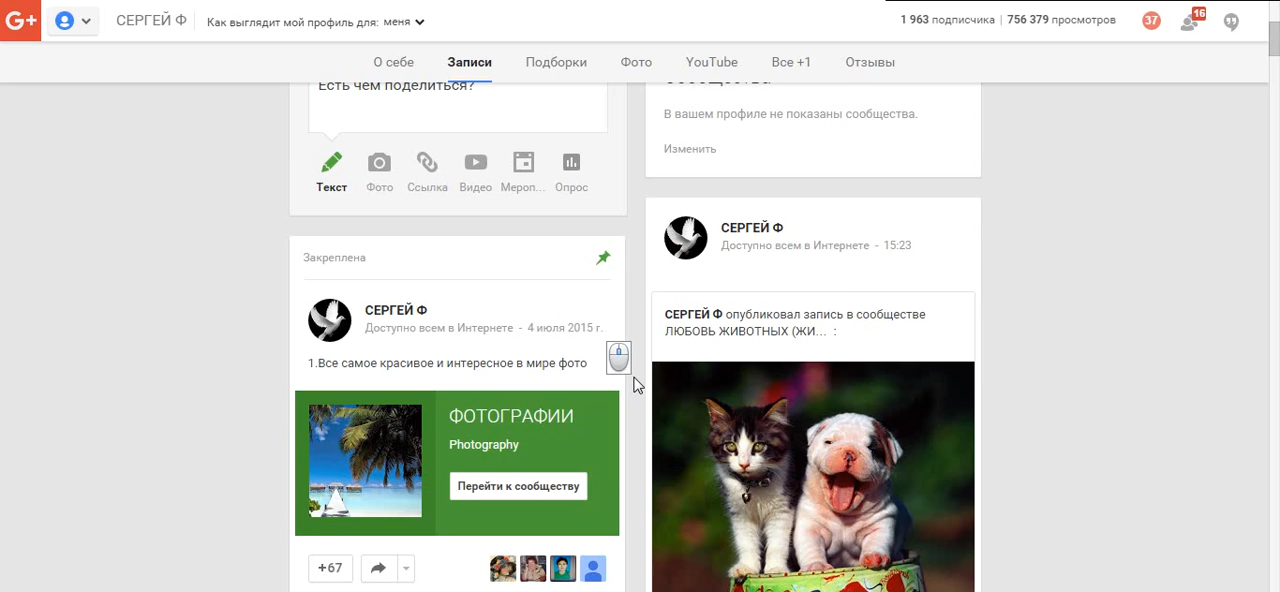 G+
СЕРГЕЙ Ф
Как выглядит мой профиль для: меня
1 963 подписчика | 756 379 просмотров
37
16
О себе Записи Подборки Фото YouTube Все +1 Отзывы
Есть чем поделиться?
Текст Фото Ссылка Видео Мероп... Опрос
Закреплена
СЕРГЕЙ Ф
Доступно всем в Интернете - 4 июля 2015 г.
1.Все самое красивое и интересное в мире фото
ФОТОГРАФИИ
Photography
Перейти к сообществу
+67
Сообщества
В вашем профиле не показаны сообщества.
Изменить
СЕРГЕЙ Ф
Доступно всем в Интернете - 15:23
СЕРГЕЙ Ф опубликовал запись в сообществе
ЛЮБОВЬ ЖИВОТНЫХ (ЖИ... :